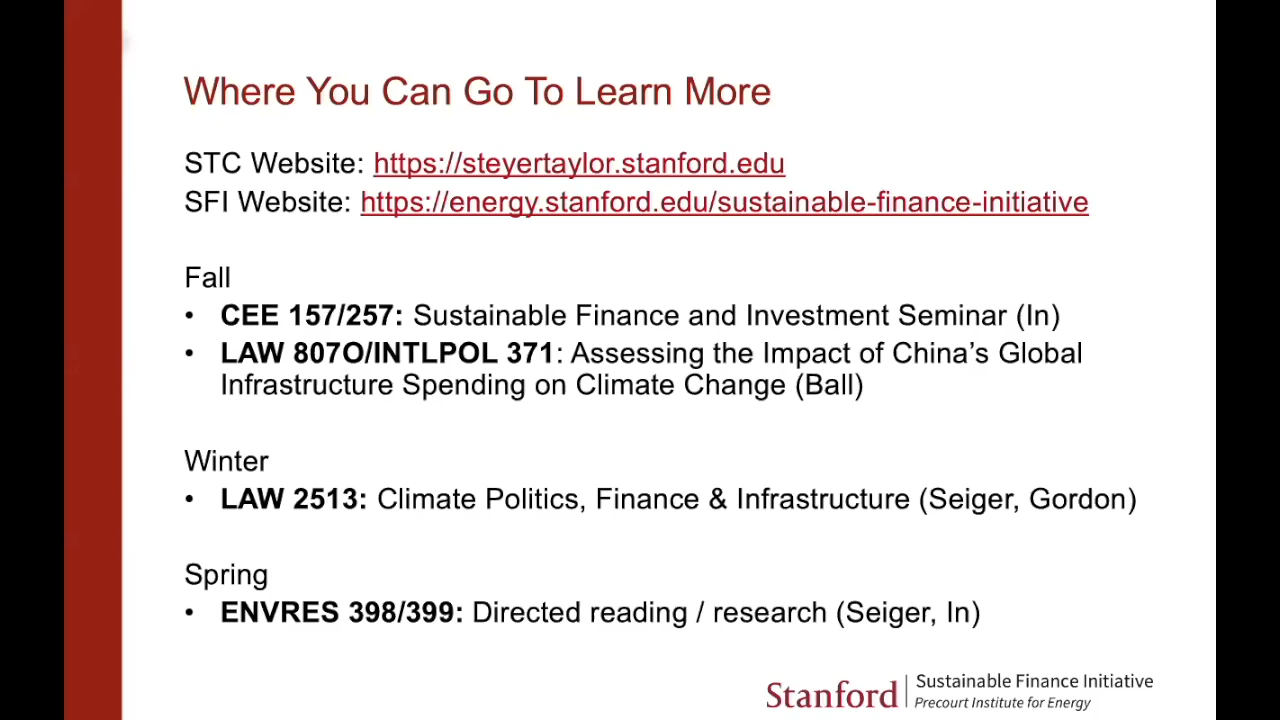 Where You Can Go To Learn More
STC Website: https://steyertaylor.stanford.edu
SFI Website: https://energy.stanford.edu/sustainable-finance-initiative
Fall
• CEE 157/257: Sustainable Finance and Investment Seminar (In)
• LAW 807O/INTLPOL 371: Assessing the Impact of China’s Global
Infrastructure Spending on Climate Change (Ball)
Winter
• LAW 2513: Climate Politics, Finance & Infrastructure (Seiger, Gordon)
Spring
• ENVRES 398/399: Directed reading / research (Seiger, In)
Stanford | Sustainable Finance Initiative
Precourt Institute for Energy